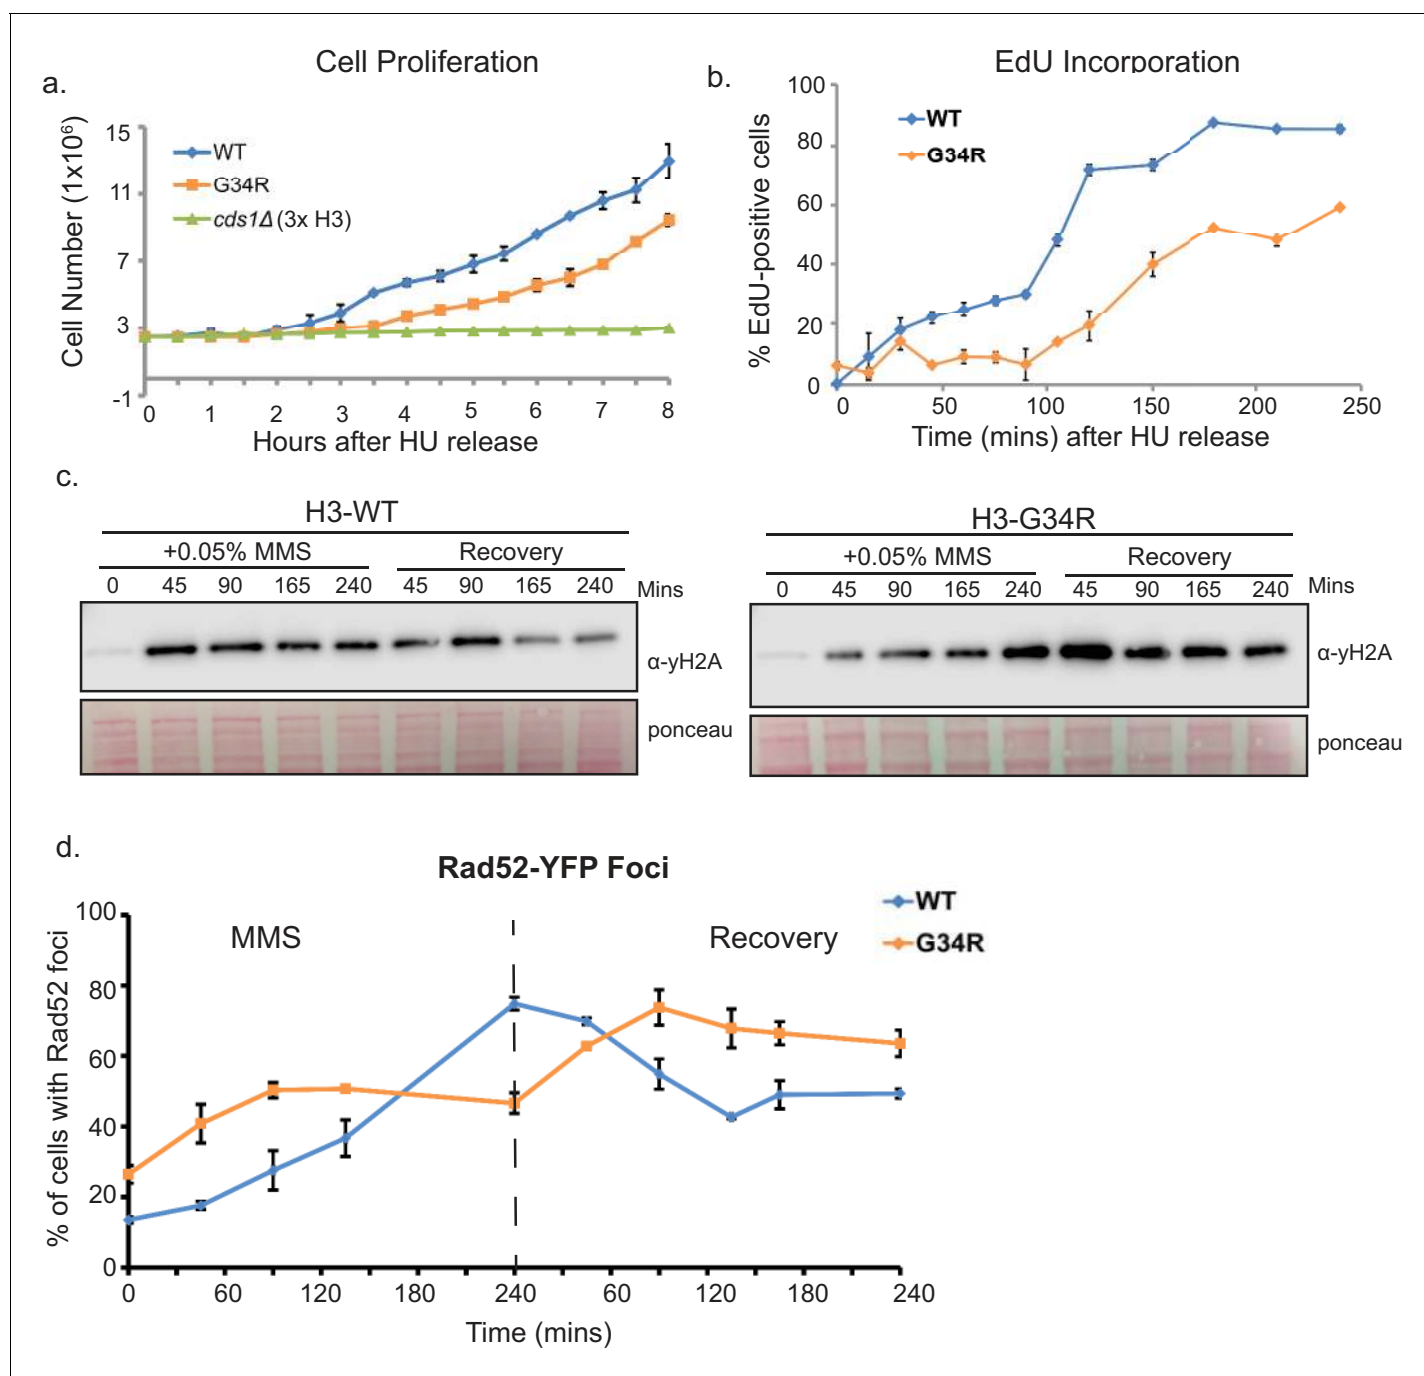 a.
Cell Proliferation
Cell Number (1x10⁶)
15
11
7
3
-1
WT
G34R
cds1Δ (3x H3)
0 1 2 3 4 5 6 7 8
Hours after HU release
b.
EdU Incorporation
% EdU-positive cells
100
80
60
40
20
0
WT
G34R
0 50 100 150 200 250
Time (mins) after HU release
c.
H3-WT
+0.05% MMS Recovery
0 45 90 165 240 45 90 165 240 Mins
α-yH2A
ponceau
H3-G34R
+0.05% MMS Recovery
0 45 90 165 240 45 90 165 240 Mins
α-yH2A
ponceau
d.
Rad52-YFP Foci
WT
G34R
MMS Recovery
% of cells with Rad52 foci
100
80
60
40
20
0
0 60 120 180 240 60 120 180 240
Time (mins)